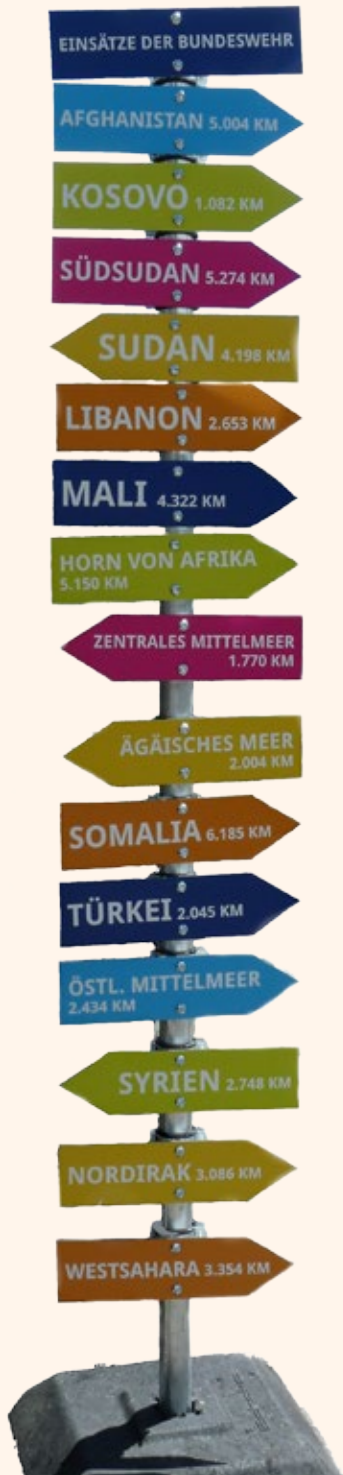 EINSÄTZE DER BUNDESWEHR
AFGHANISTAN 5.004 KM
KOSOVO 1.082 KM
SÜDSUDAN 5.274 KM
SUDAN 4.198 KM
LIBANON 2.653 KM
MALI 4.322 KM
HORN VON AFRIKA
5.150 KM
ZENTRALES MITTELMEER
1.770 KM
ÄGÄISCHES MEER
2.004 KM
SOMALIA 6.185 KM
TÜRKEI 2.045 KM
ÖSTL. MITTELMEER
2.434 KM
SYRIEN 2.748 KM
NORDIRAK 3.086 KM
WESTSAHARA 3.354 KM